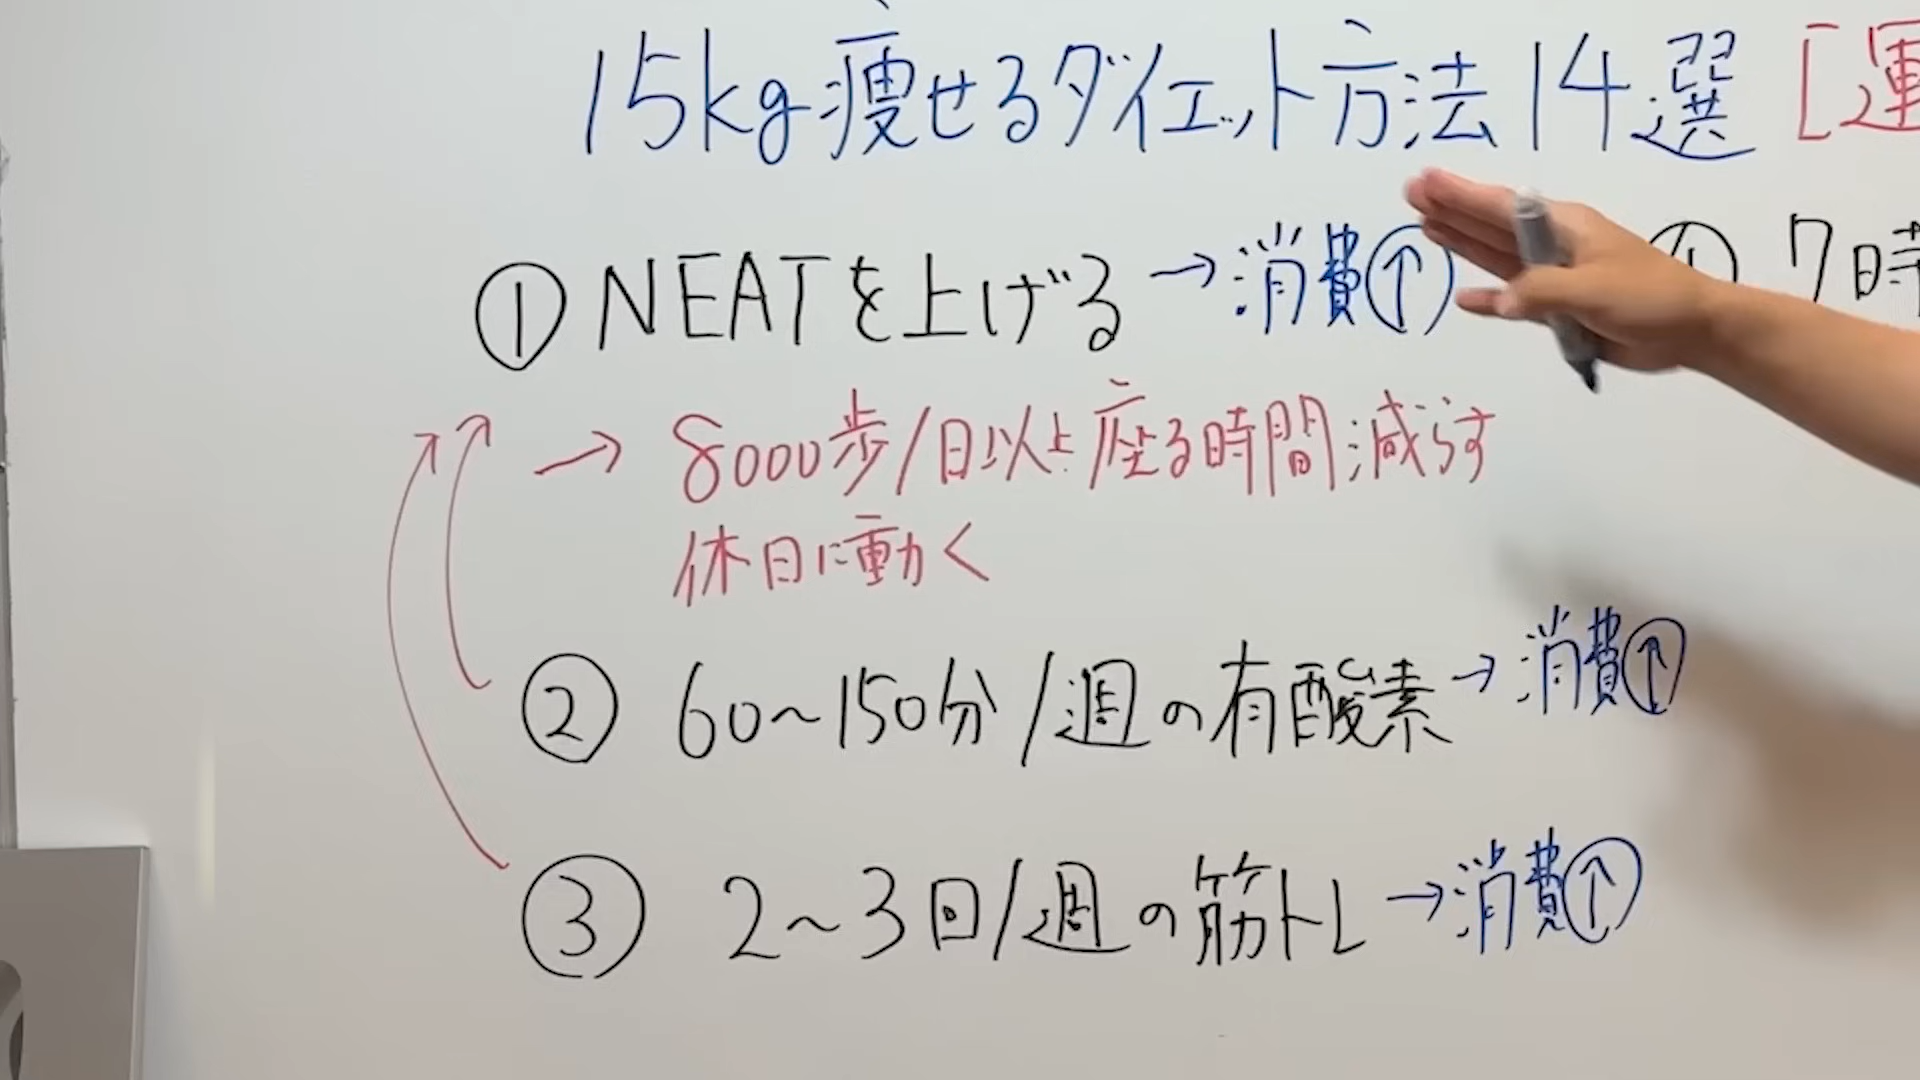 15kg痩せるダイエット方法14選 [運
① NEATを上げる → 消費↑
→ 8000歩/日以上 座る時間減らす
休日に動く
② 60〜150分/週の有酸素 → 消費↑
③ 2〜3回/週の筋トレ → 消費↑
7時